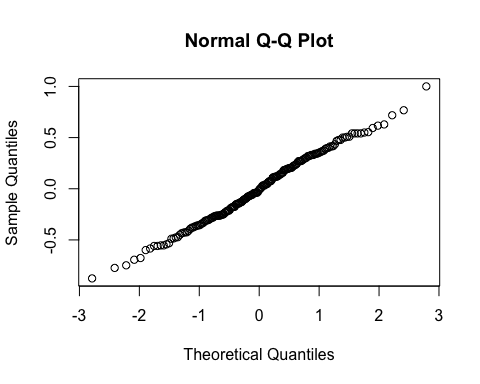 Normal Q-Q Plot
Sample Quantiles
1.0
0.5
0.0
-0.5
-3 -2 -1 0 1 2 3
Theoretical Quantiles